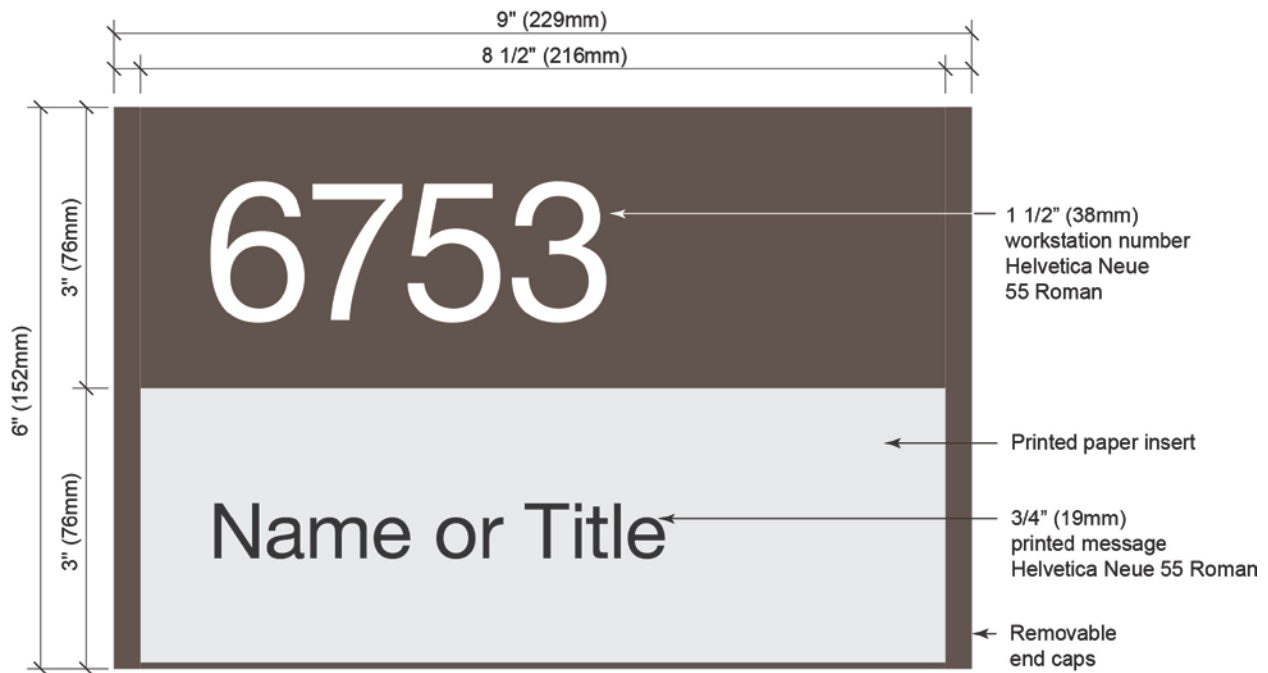 9" (229mm)
8 1/2" (216mm)
6" (152mm)
3" (76mm)
6753
1 1/2” (38mm)
workstation number
Helvetica Neue
55 Roman
3" (76mm)
Printed paper insert
Name or Title
3/4” (19mm)
printed message
Helvetica Neue 55 Roman
Removable
end caps